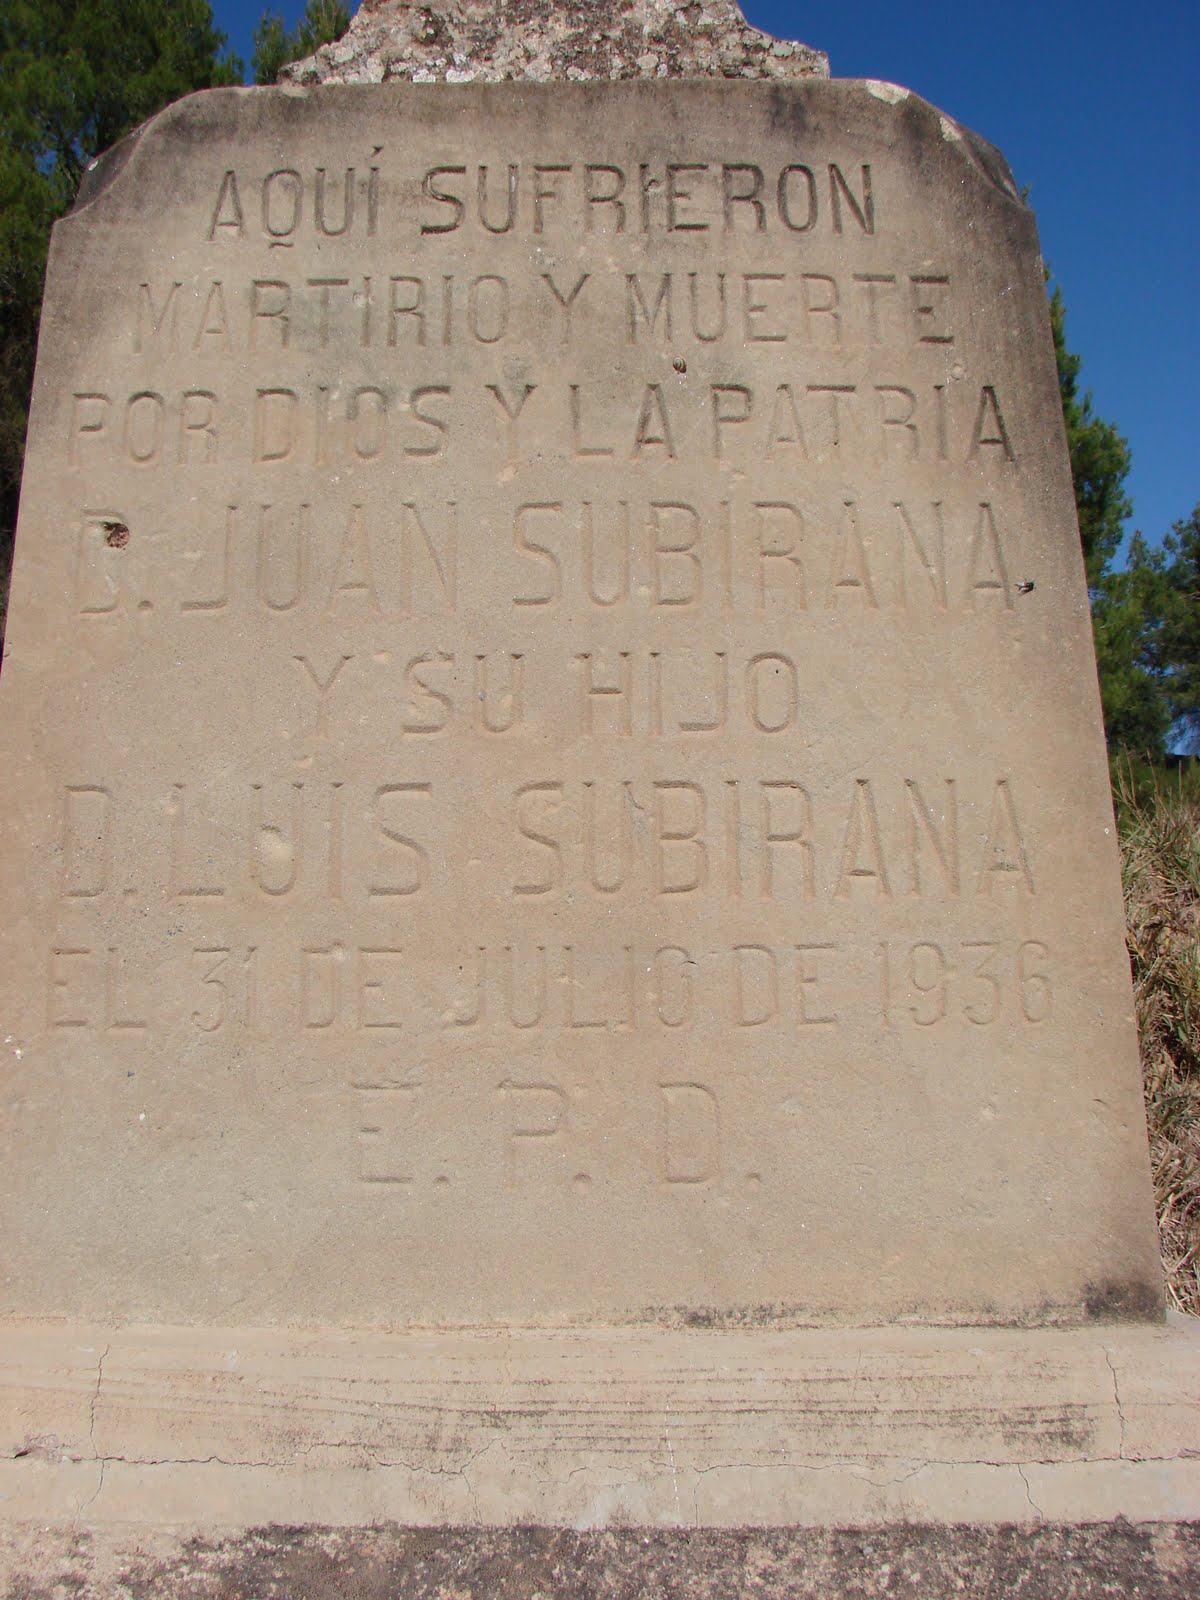 AQUÍ SUFRIERON
MARTIRIO Y MUERTE
POR DIOS Y LA PATRIA
D. JUAN SUBIRANA
Y SU HIJO
D. LUIS SUBIRANA
EL 31 DE JULIO DE 1936
E. P. D.